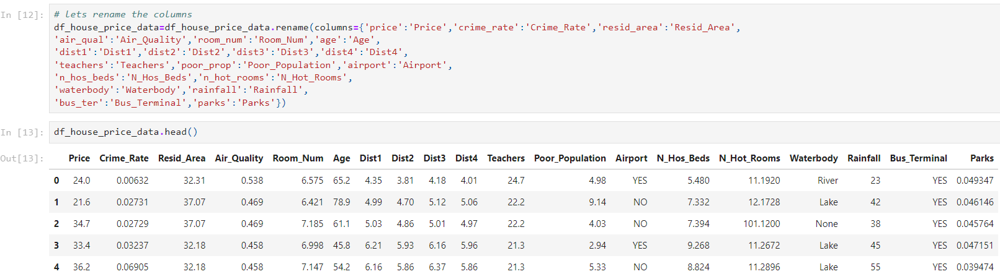 In [12]: # lets rename the columns
df_house_price_data=df_house_price_data.rename(columns={'price':'Price','crime_rate':'Crime_Rate','resid_area':'Resid_Area',
'air_qual':'Air_Quality','room_num':'Room_Num','age':'Age',
'dist1':'Dist1','dist2':'Dist2','dist3':'Dist3','dist4':'Dist4',
'teachers':'Teachers','poor_prop':'Poor_Population','airport':'Airport',
'n_hos_beds':'N_Hos_Beds','n_hot_rooms':'N_Hot_Rooms',
'waterbody':'Waterbody','rainfall':'Rainfall',
'bus_ter':'Bus_Terminal','parks':'Parks'})
In [13]: df_house_price_data.head()
Out[13]: Price Crime_Rate Resid_Area Air_Quality Room_Num Age Dist1 Dist2 Dist3 Dist4 Teachers Poor_Population Airport N_Hos_Beds N_Hot_Rooms Waterbody Rainfall Bus_Terminal Parks
0 24.0 0.00632 32.31 0.538 6.575 65.2 4.35 3.81 4.18 4.01 24.7 4.98 YES 5.480 11.1920 River 23 YES 0.049347
1 21.6 0.02731 37.07 0.469 6.421 78.9 4.99 4.70 5.12 5.06 22.2 9.14 NO 7.332 12.1728 Lake 42 YES 0.046146
2 34.7 0.02729 37.07 0.469 7.185 61.1 5.03 4.86 5.01 4.97 22.2 4.03 NO 7.394 101.1200 None 38 YES 0.045764
3 33.4 0.03237 32.18 0.458 6.998 45.8 6.21 5.93 6.16 5.96 21.3 2.94 YES 9.268 11.2672 Lake 45 YES 0.047151
4 36.2 0.06905 32.18 0.458 7.147 54.2 6.16 5.86 6.37 5.86 21.3 5.33 NO 8.824 11.2896 Lake 55 YES 0.039474